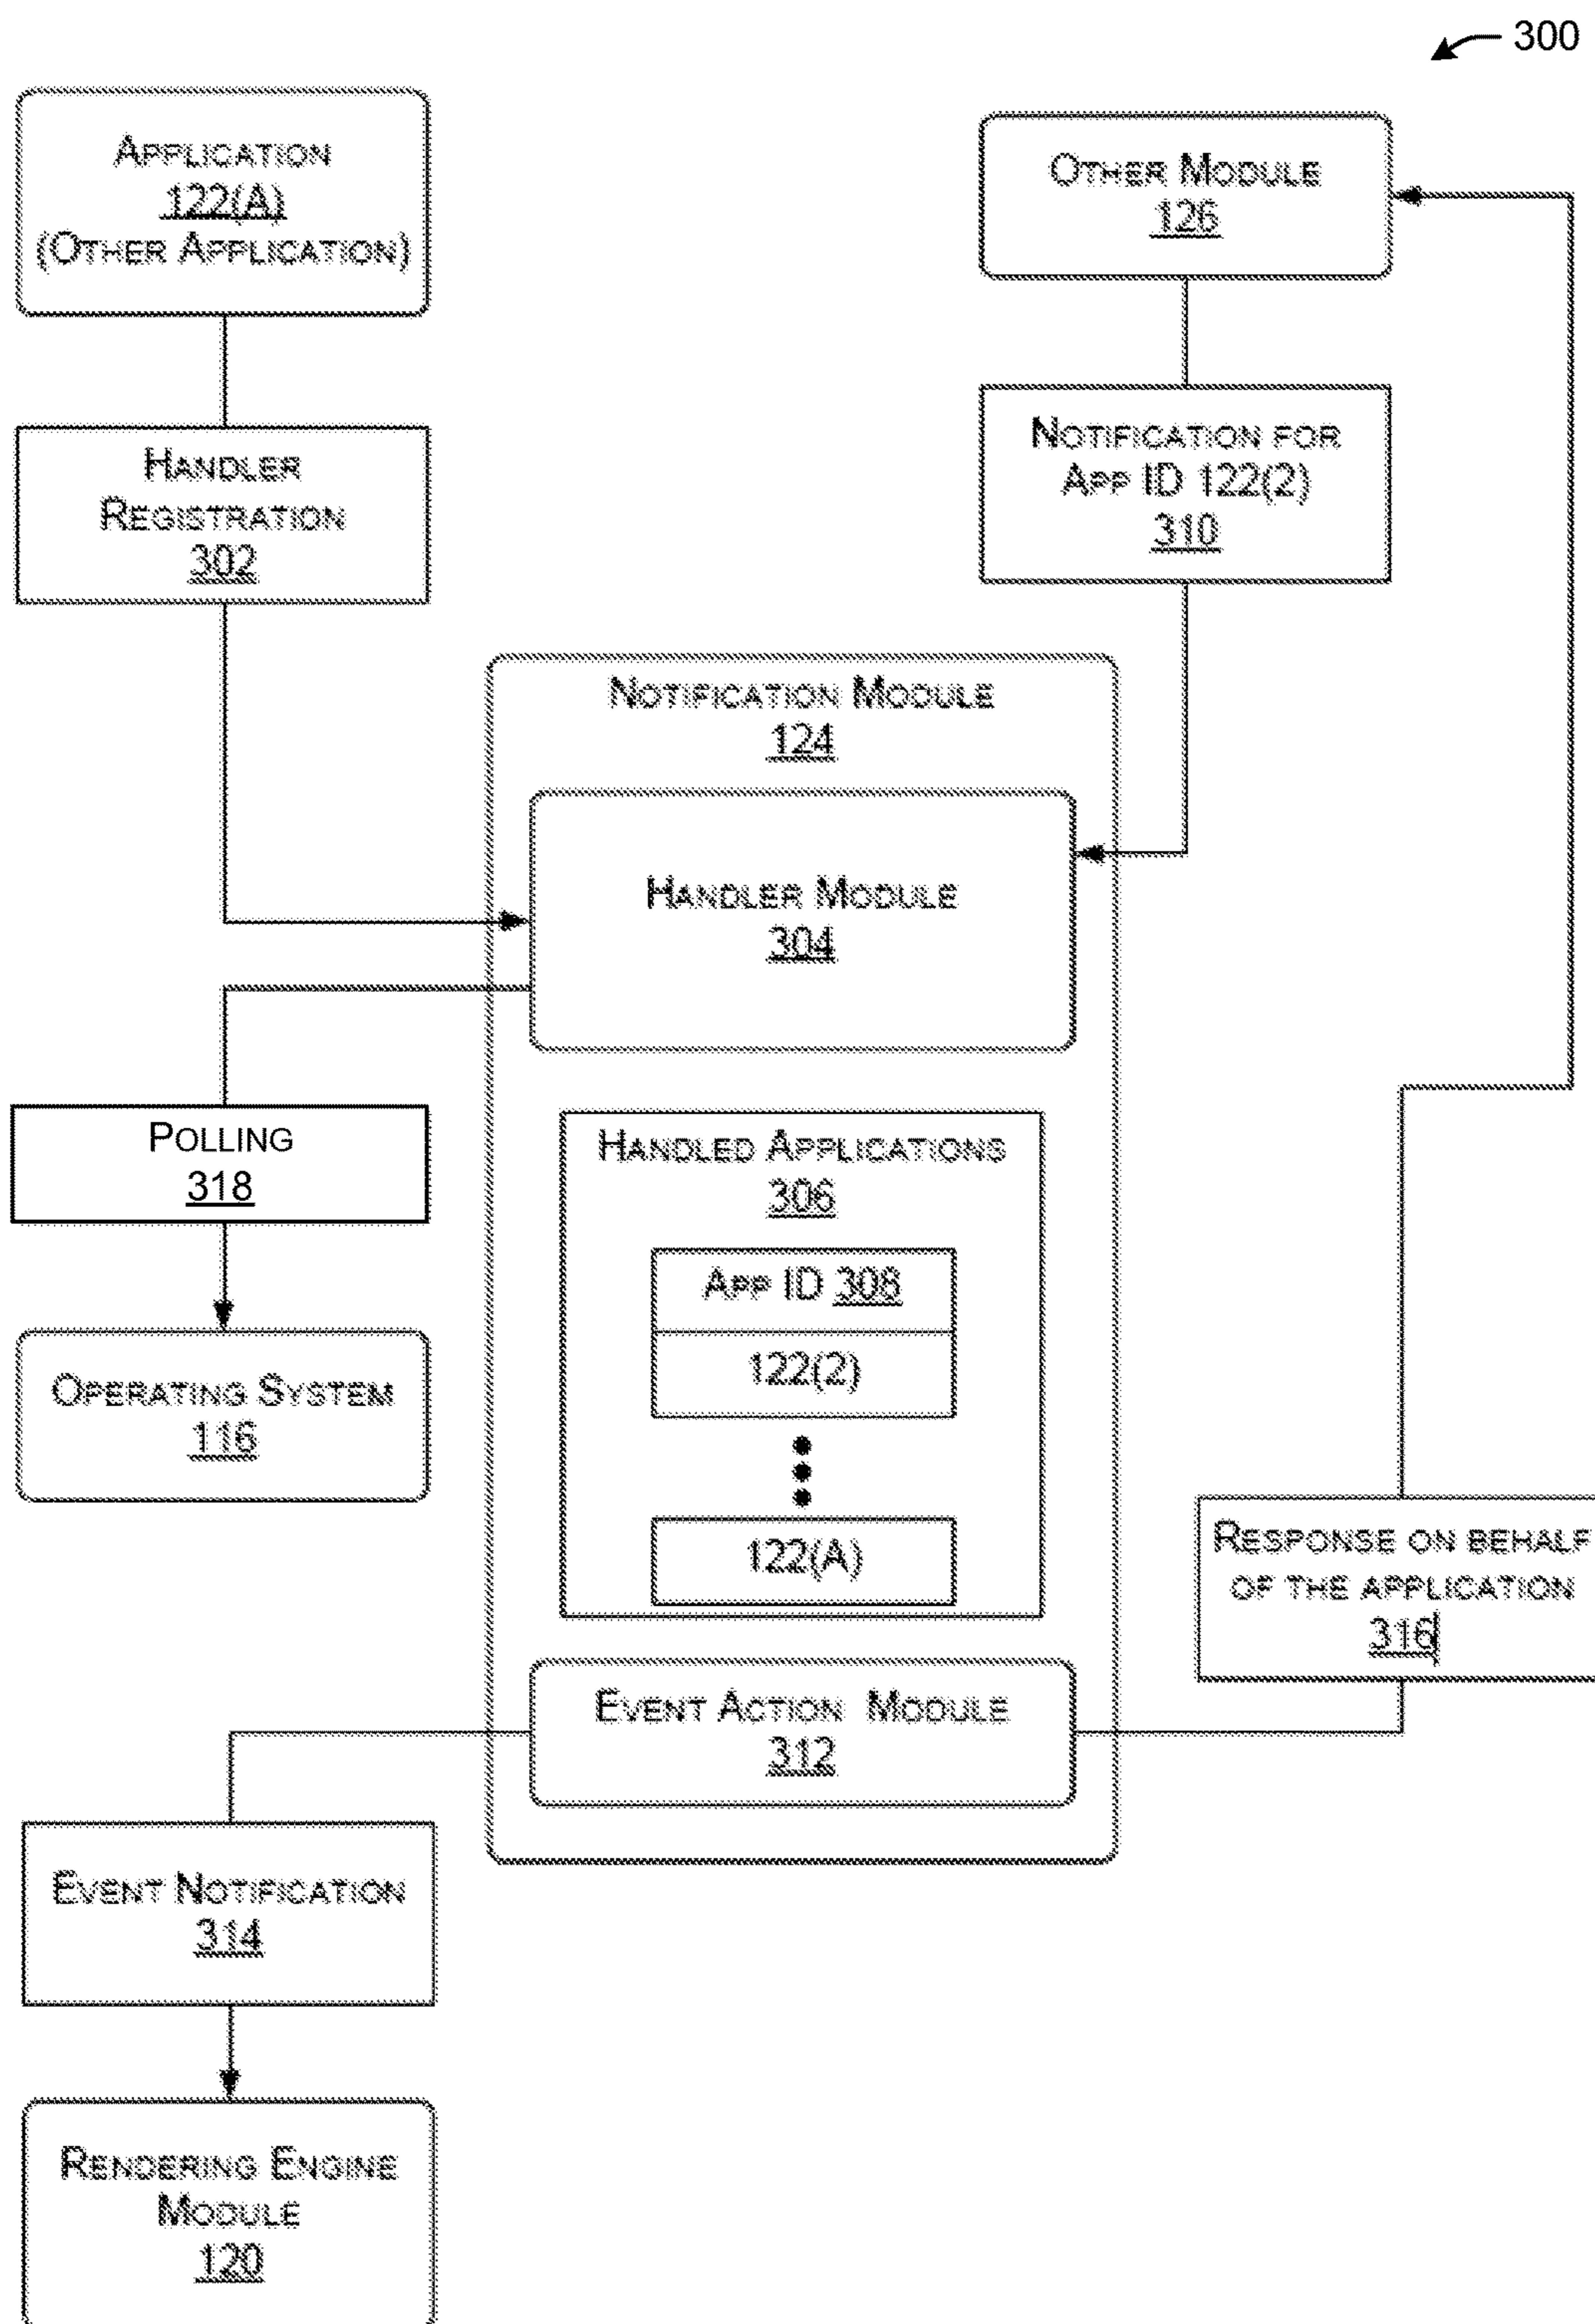 300
Application
122(A)
(Other Application)
Other Module
126
Handler
Registration
302
Notification for
App ID 122(2)
310
Notification Module
124
Handler Module
304
Polling
318
Handled Applications
306
App ID 308
122(2)
122(A)
Operating System
116
Response on behalf
of the application
316
Event Action Module
312
Event Notification
314
Rendering Engine
Module
120